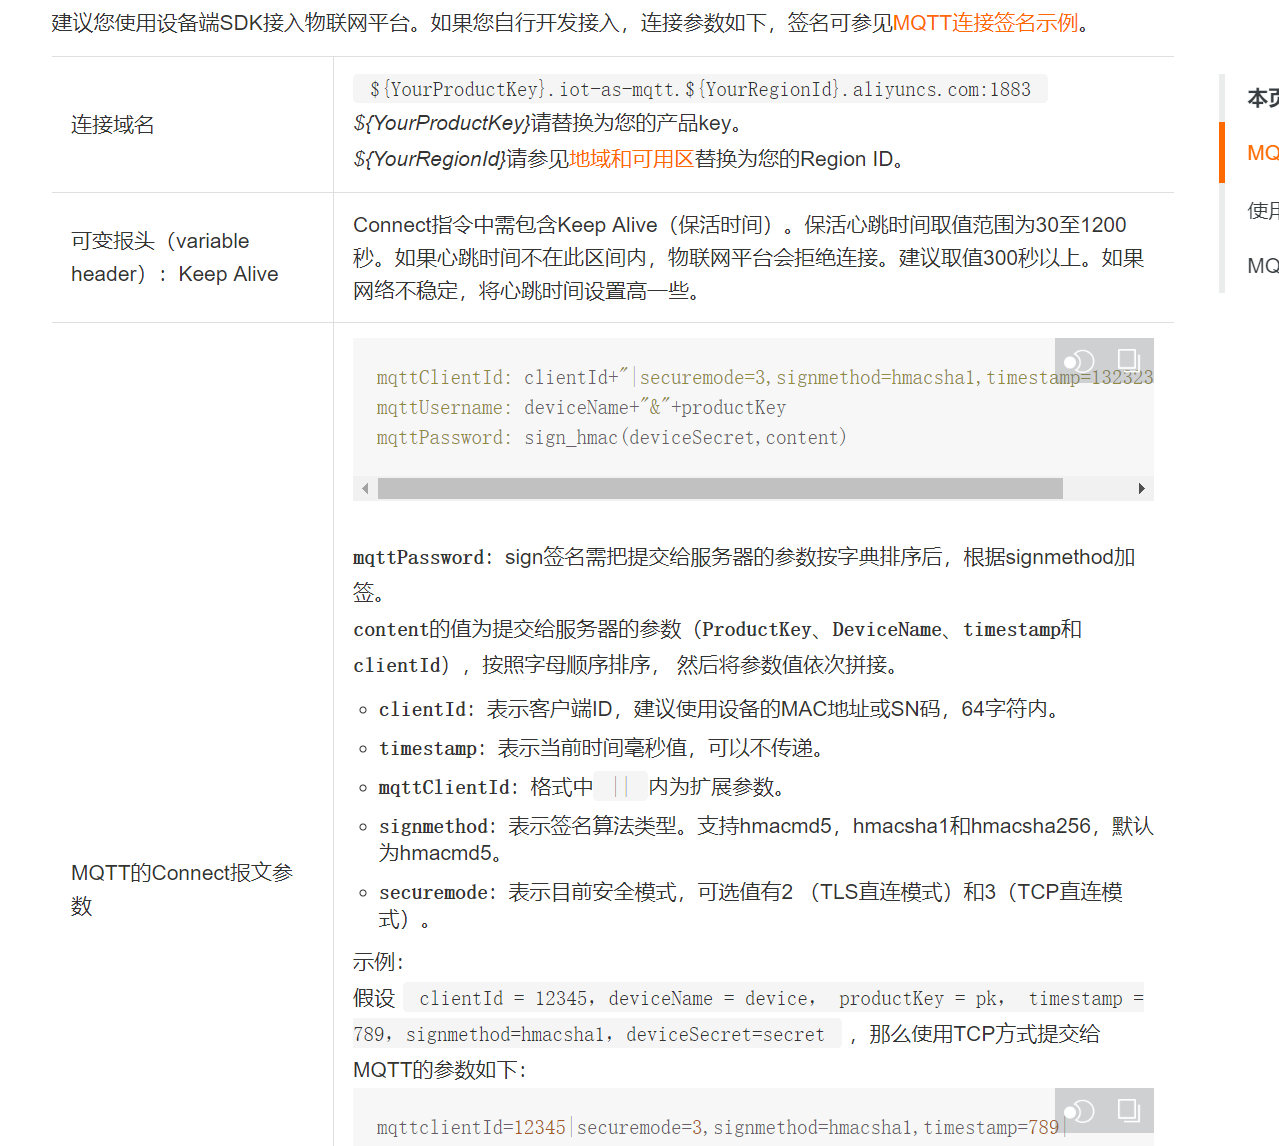 建议您使用设备端SDK接入物联网平台。如果您自行开发接入，连接参数如下，签名可参见MQTT连接签名示例。
连接域名
${YourProductKey}.iot-as-mqtt.${YourRegionId}.aliyuncs.com:1883
${YourProductKey}请替换为您的产品key。
${YourRegionId}请参见地域和可用区替换为您的Region ID。
可变报头（variable
header）：Keep Alive
Connect指令中需包含Keep Alive（保活时间）。保活心跳时间取值范围为30至1200
秒。如果心跳时间不在此区间内，物联网平台会拒绝连接。建议取值300秒以上。如果
网络不稳定，将心跳时间设置高一些。
MQTT的Connect报文参
数
mqttClientId: clientId+"|securemode=3,signmethod=hmacsha1,timestamp=132323
mqttUsername: deviceName+"&"+productKey
mqttPassword: sign_hmac(deviceSecret,content)
mqttPassword：sign签名需把提交给服务器的参数按字典排序后，根据signmethod加
签。
content的值为提交给服务器的参数（ProductKey、DeviceName、timestamp和
clientId），按照字母顺序排序， 然后将参数值依次拼接。
clientId：表示客户端ID，建议使用设备的MAC地址或SN码，64字符内。
timestamp：表示当前时间毫秒值，可以不传递。
mqttClientId：格式中 || 内为扩展参数。
signmethod：表示签名算法类型。支持hmacmd5，hmacsha1和hmacsha256，默认
为hmacmd5。
securemode：表示目前安全模式，可选值有2 （TLS直连模式）和3（TCP直连模
式）。
示例：
假设 clientId = 12345，deviceName = device， productKey = pk， timestamp =
789，signmethod=hmacsha1，deviceSecret=secret ，那么使用TCP方式提交给
MQTT的参数如下：
mqttclientId=12345|securemode=3,signmethod=hmacsha1,timestamp=789|
本页
MQ
使用
MQ